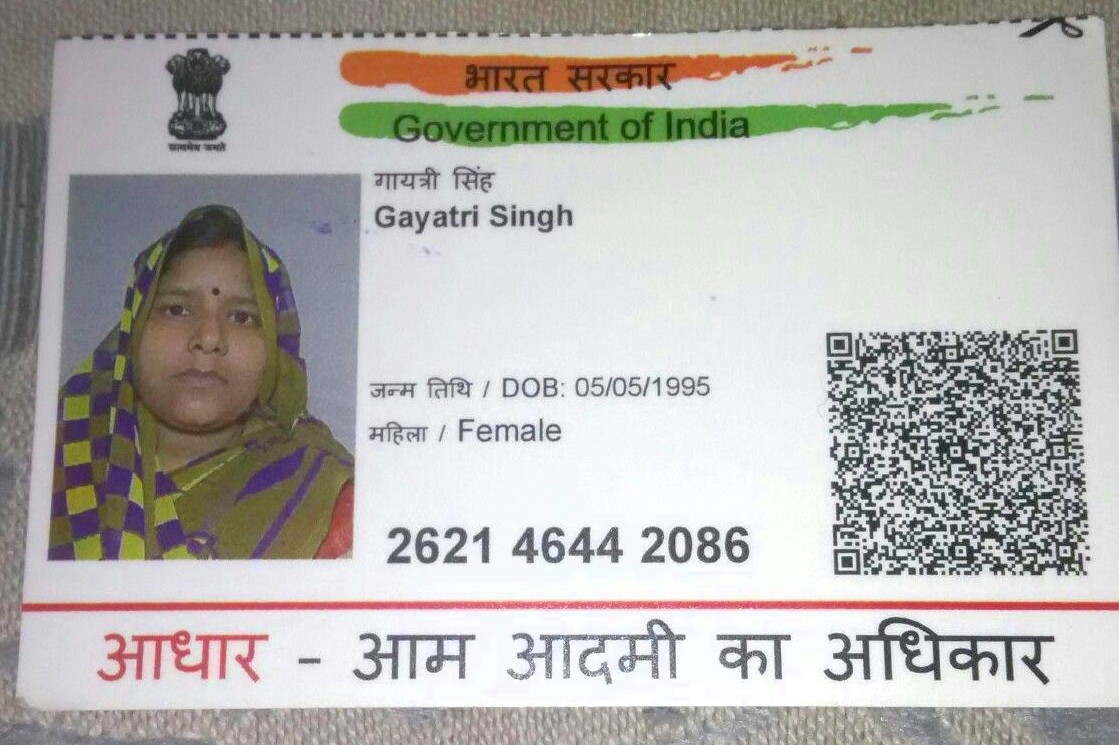 भारत सरकार
Government of India
सत्यमेव जयते
गायत्री सिंह
Gayatri Singh
जन्म तिथि / DOB: 05/05/1995
महिला / Female
2621 4644 2086
आधार - आम आदमी का अधिकार